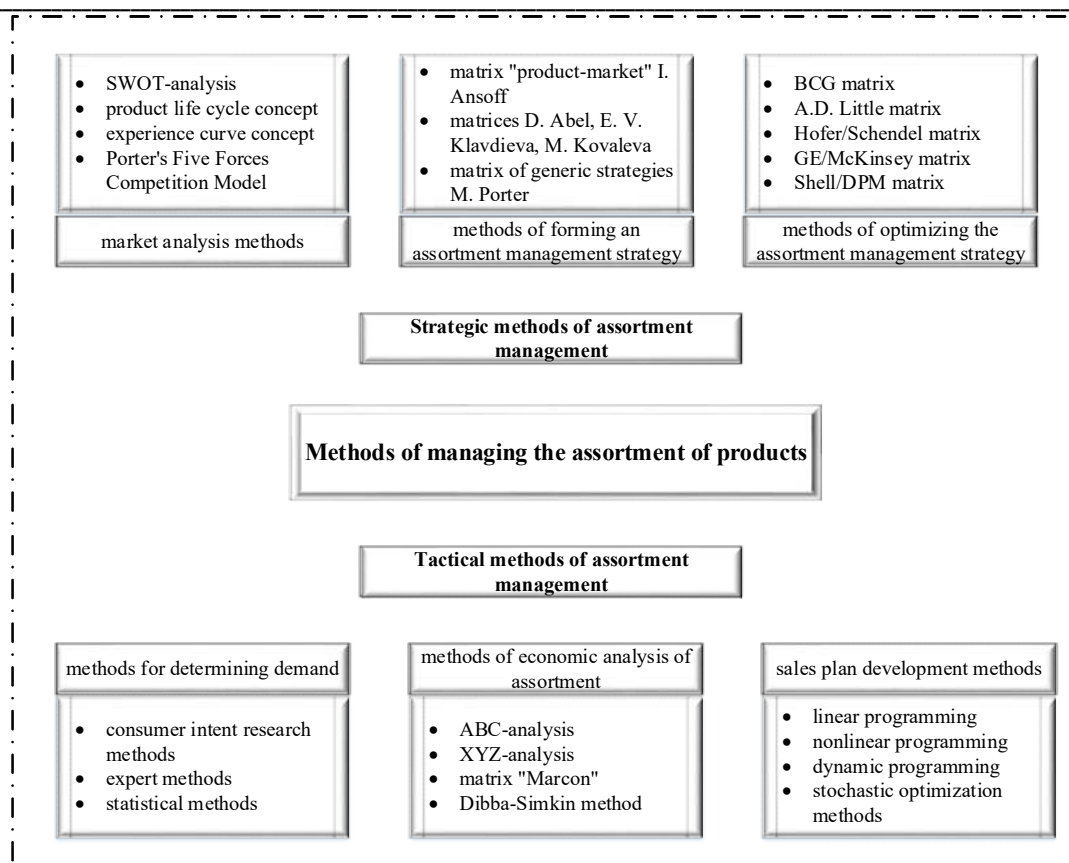 • SWOT-analysis
• product life cycle concept
• experience curve concept
• Porter's Five Forces
Competition Model
market analysis methods
• matrix "product-market" I.
Ansoff
• matrices D. Abel, E. V.
Klavdieva, M. Kovaleva
• matrix of generic strategies
M. Porter
methods of forming an
assortment management strategy
• BCG matrix
• A.D. Little matrix
• Hofer/Schendel matrix
• GE/McKinsey matrix
• Shell/DPM matrix
methods of optimizing the
assortment management strategy
Strategic methods of assortment
management
Methods of managing the assortment of products
Tactical methods of assortment
management
methods for determining demand
• consumer intent research
methods
• expert methods
• statistical methods
methods of economic analysis of
assortment
• ABC-analysis
• XYZ-analysis
• matrix "Marcon"
• Dibba-Simkin method
sales plan development methods
• linear programming
• nonlinear programming
• dynamic programming
• stochastic optimization
methods